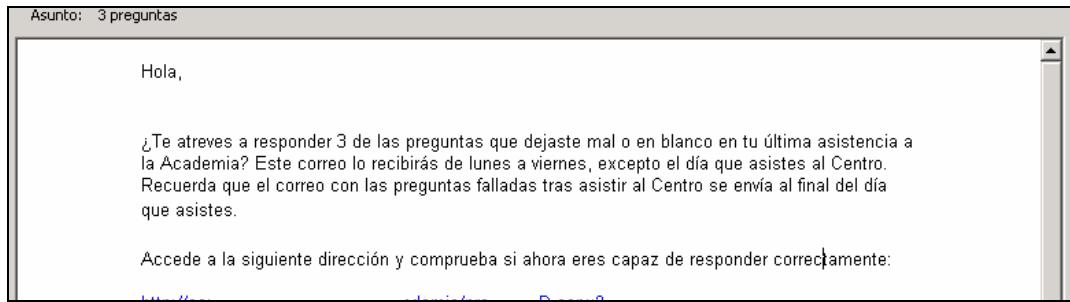 Asunto: 3 preguntas
Hola,
¿Te atreves a responder 3 de las preguntas que dejaste mal o en blanco en tu última asistencia a
la Academia? Este correo lo recibirás de lunes a viernes, excepto el día que asistes al Centro.
Recuerda que el correo con las preguntas falladas tras asistir al Centro se envía al final del día
que asistes.
Accede a la siguiente dirección y comprueba si ahora eres capaz de responder correctamente: